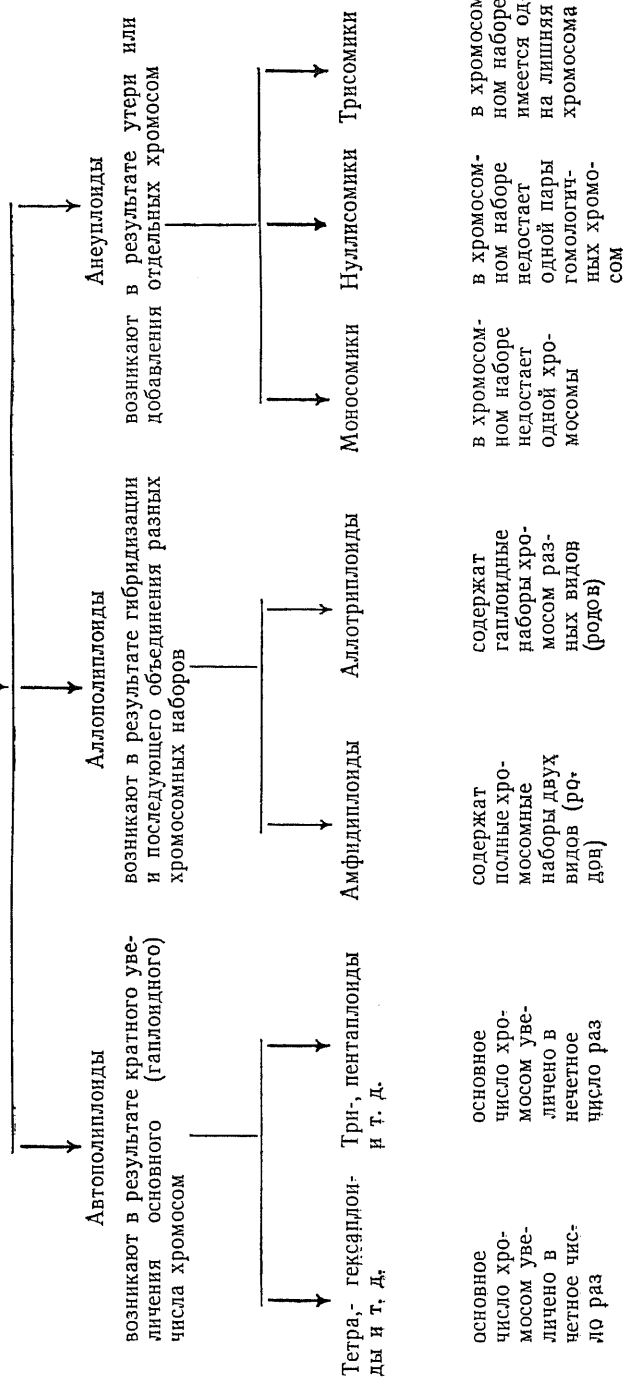 Автополиплоиды
возникают в результате кратного уве-
личения основного (гаплоидного)
числа хромосом
Тетра,- гексаплои-
ды и т. д.
основное
число хро-
мосом уве-
личено в
четное чис-
ло раз
Три-, пентаплоиды
и т. д.
основное
число хро-
мосом уве-
личено в
нечетное
число раз
Аллополиплоиды
возникают в результате гибридизации
и последующего объединения разных
хромосомных наборов
Амфидиплоиды
содержат
полные хро-
мосомные
наборы двух
видов (ро-
дов)
Аллотриплоиды
содержат
гаплоидные
наборы хро-
мосом раз-
ных видов
(родов)
Анеуплоиды
возникают в результате утери или
добавления отдельных хромосом
Моносомики
в хромосом-
ном наборе
недостает
одной хро-
мосомы
Нуллисомики
в хромосом-
ном наборе
недостает
одной пары
гомологич-
ных хромо-
сом
Трисомики
в хромосом
ном наборе
имеется од
на лишняя
хромосома